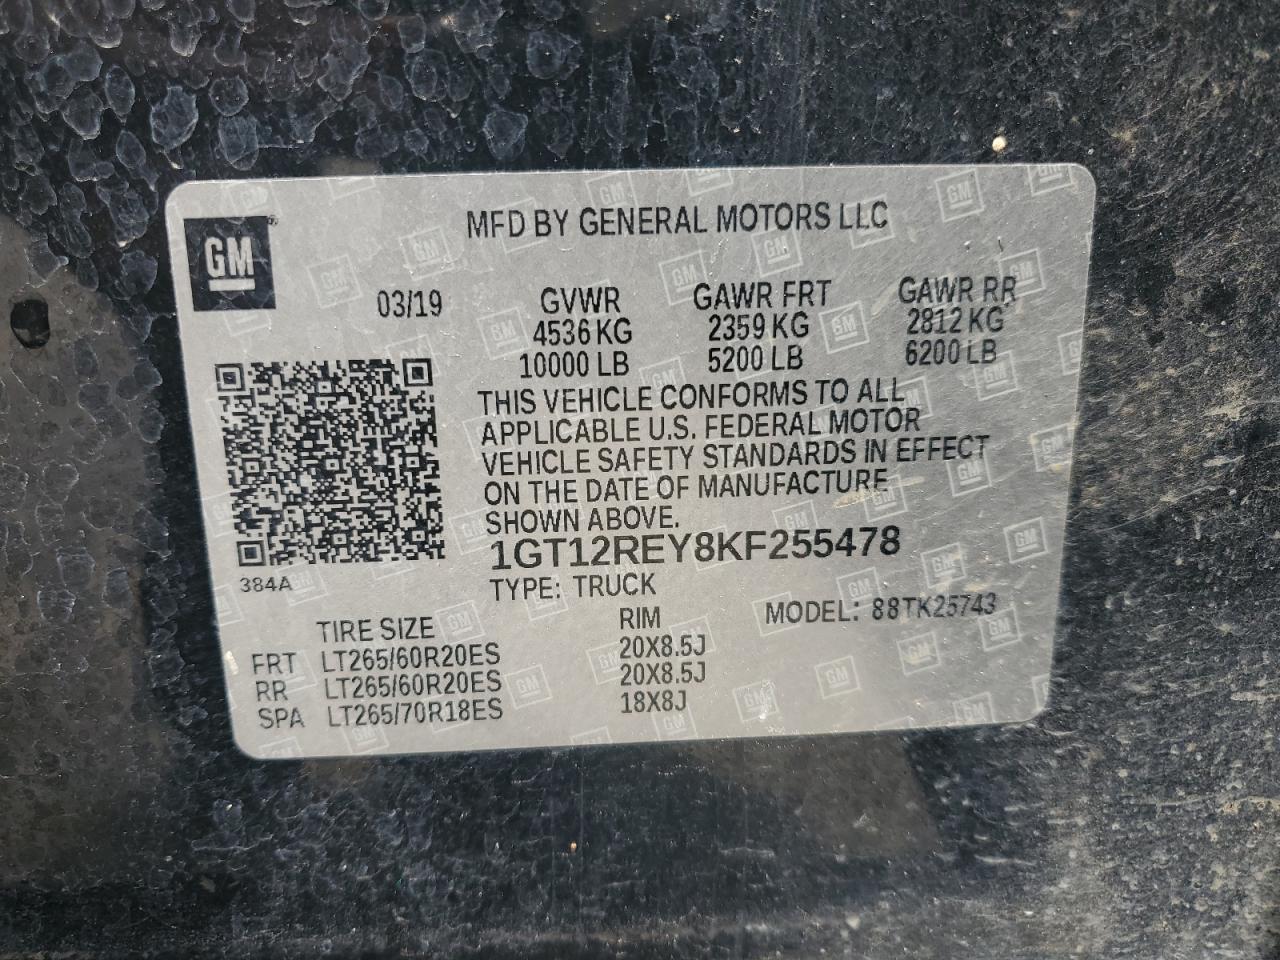 GM
MFD BY GENERAL MOTORS LLC
03/19 GVWR GAWR FRT GAWR RR
4536 KG 2359 KG 2812 KG
10000 LB 5200 LB 6200 LB
THIS VEHICLE CONFORMS TO ALL
APPLICABLE U.S. FEDERAL MOTOR
VEHICLE SAFETY STANDARDS IN EFFECT
ON THE DATE OF MANUFACTURE
SHOWN ABOVE.
1GT12REY8KF255478
384A
TYPE: TRUCK
MODEL: 88TK25743
TIRE SIZE RIM
FRT LT265/60R20ES 20X8.5J
RR LT265/60R20ES 20X8.5J
SPA LT265/70R18ES 18X8J